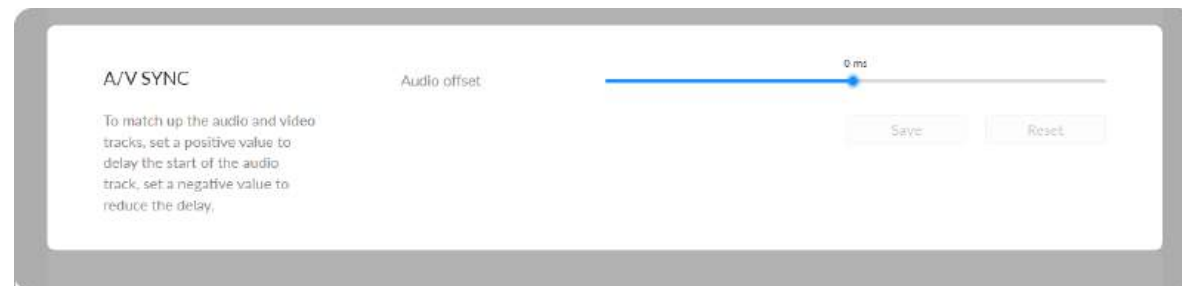 A/V SYNC
Audio offset
0 ms
To match up the audio and video
tracks, set a positive value to
delay the start of the audio
track, set a negative value to
reduce the delay.
Save
Reset